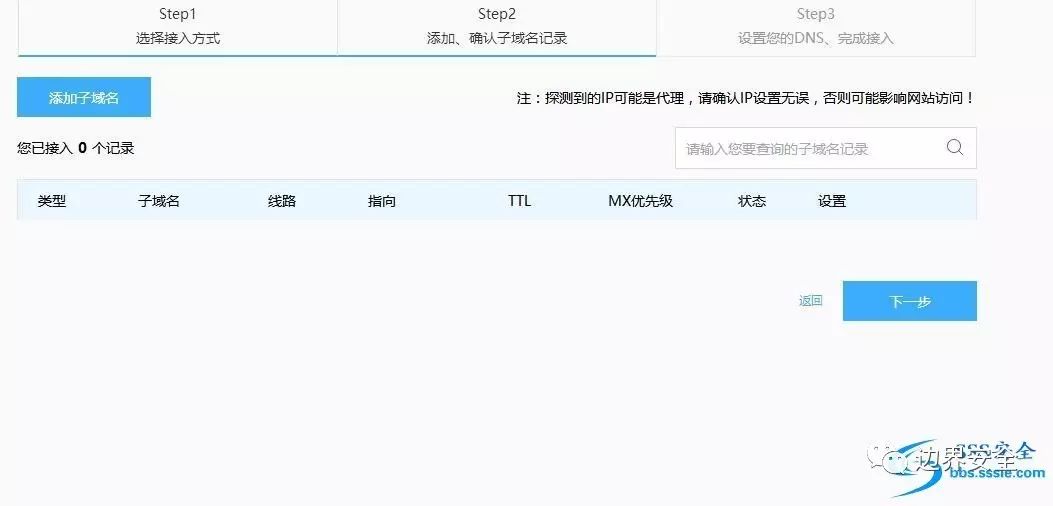 Step1
选择接入方式
Step2
添加、确认子域名记录
Step3
设置您的DNS、完成接入
添加子域名
注：探测到的IP可能是代理，请确认IP设置无误，否则可能影响网站访问！
您已接入 0 个记录
请输入您要查询的子域名记录
类型 子域名 线路 指向 TTL MX优先级 状态 设置
返回 下一步
SSS安全
边界安全
bbs.sssie.com